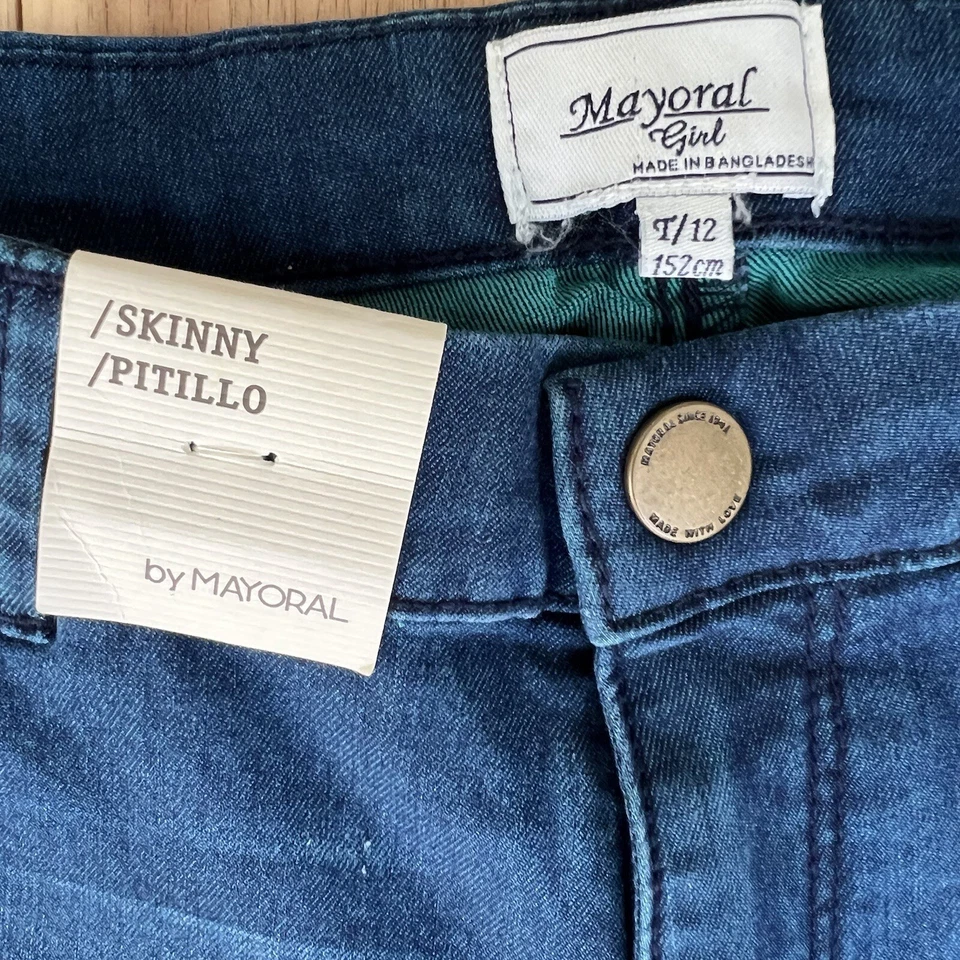 Mayoral
Girl
MADE IN BANGLADESH
T/12
152cm
/SKINNY
/PITILLO
by MAYORAL
MAYORAL SINCE 1941
MADE WITH LOVE